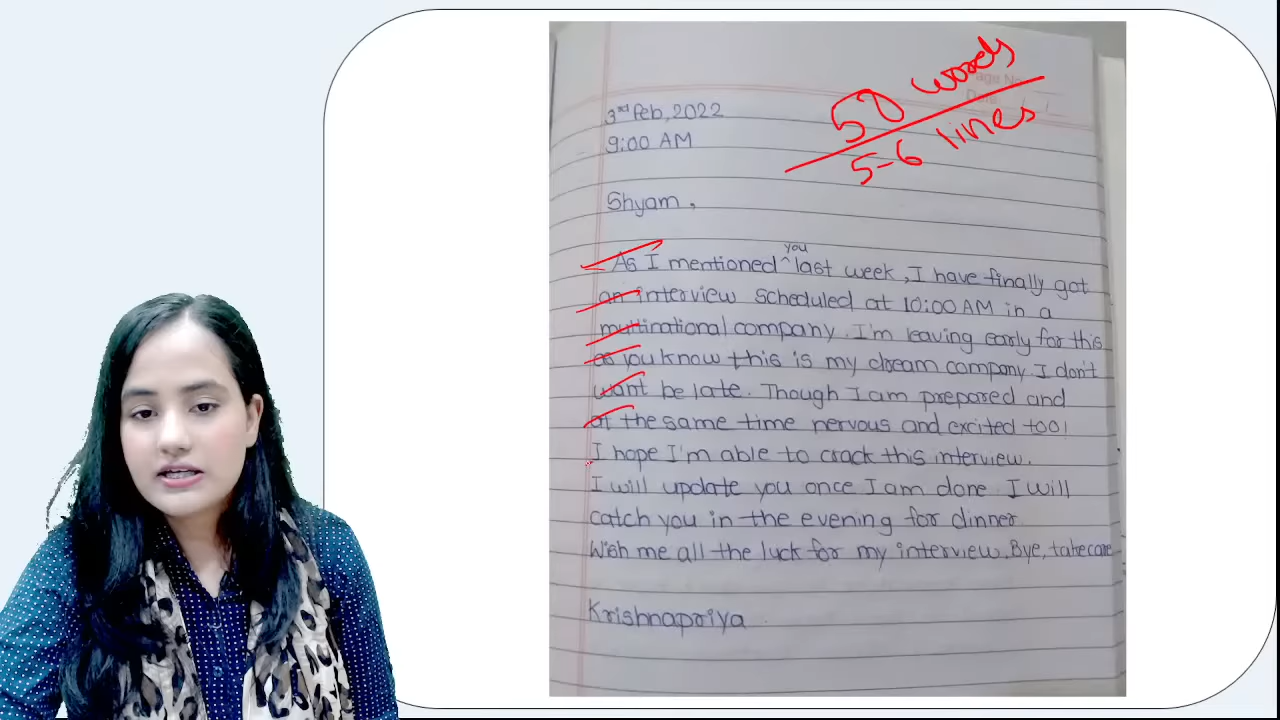 50 words
5-6 lines
3rd Feb, 2022
9:00 AM
Shyam,
As I mentioned you last week, I have finally got
an interview scheduled at 10:00 AM in a
multinational company. I'm leaving early for this
as you know this is my dream company I don't
want be late. Though I am prepared and
at the same time nervous and excited too!
I hope I'm able to crack this interview.
I will update you once I am done. I will
catch you in the evening for dinner
Wish me all the luck for my interview. Bye, takecare
Krishnapriya